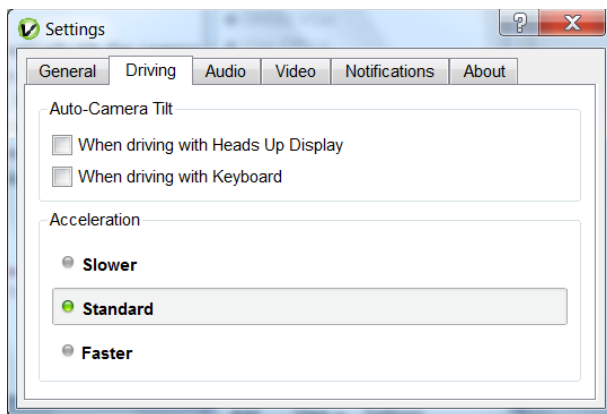 Settings
General Driving Audio Video Notifications About
Auto-Camera Tilt
When driving with Heads Up Display
When driving with Keyboard
Acceleration
Slower
Standard
Faster